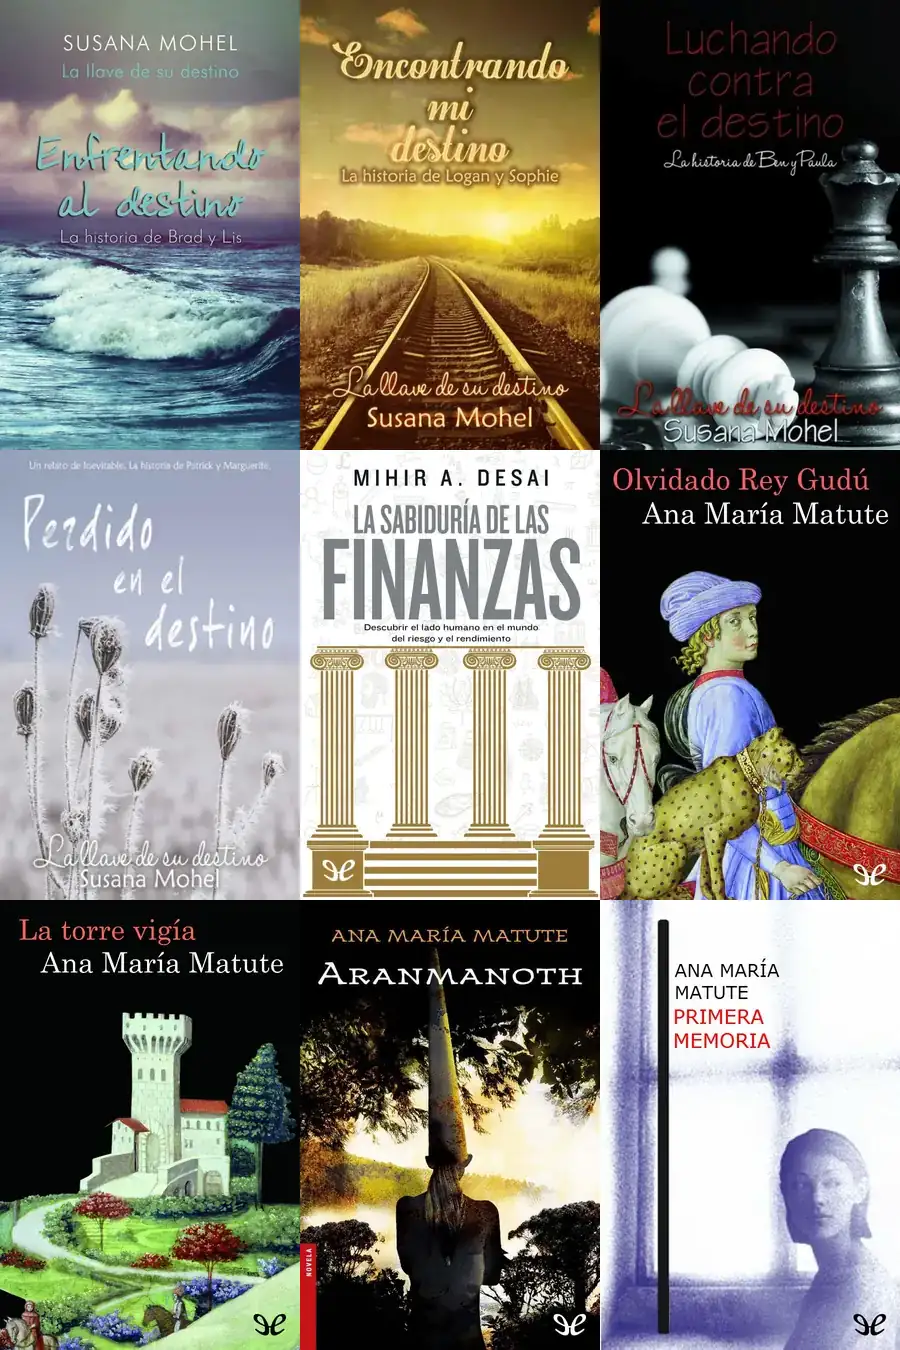 SUSANA MOHEL
La llave de su destino
Enfrentando
al destino
La historia de Brad y Lis
Encontrando
mi
destino
La historia de Logan y Sophie
La llave de su destino
Susana Mohel
Luchando
contra
el destino
La historia de Ben y Paula
La llave de su destino
Susana Mohel
Un relato de Inevitable, La historia de Patrick y Marguerite.
Perdido
en el
destino
La llave de su destino
Susana Mohel
MIHIR A. DESAI
LA SABIDURÍA DE LAS
FINANZAS
Descubrir el lado humano en el mundo
del riesgo y el rendimiento
Olvidado Rey Gudú
Ana María Matute
La torre vigía
Ana María Matute
ANA MARÍA MATUTE
ARANMANOTH
NOVELA
ANA MARÍA
MATUTE
PRIMERA
MEMORIA